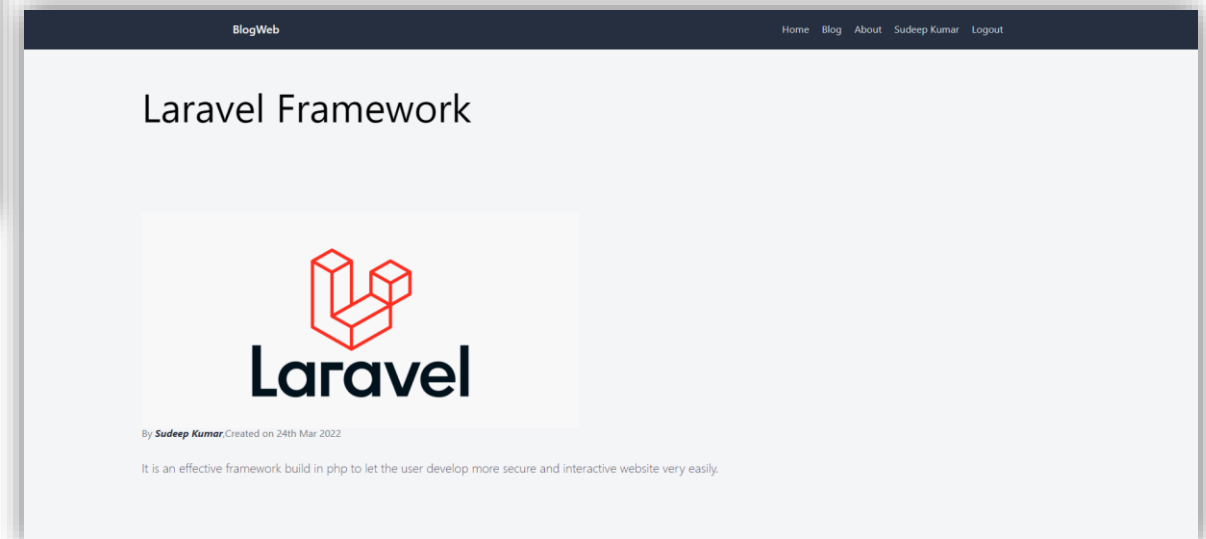 BlogWeb
Home Blog About Sudeep Kumar Logout
Laravel Framework
Laravel
By Sudeep Kumar,Created on 24th Mar 2022
It is an effective framework build in php to let the user develop more secure and interactive website very easily.